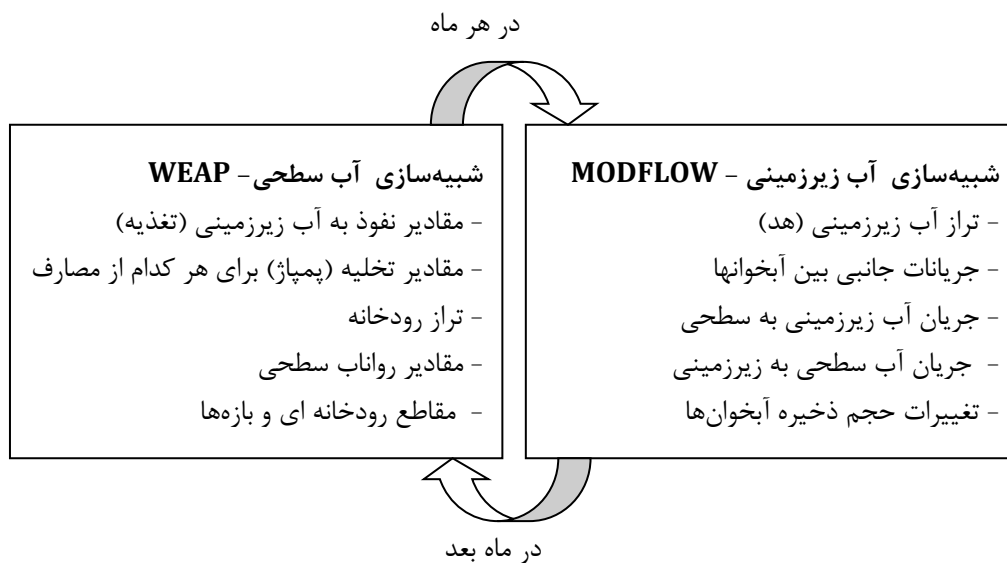 در هر ماه
شبیه‌سازی آب زیرزمینی – MODFLOW
- تراز آب زیرزمینی (هد)
- جریانات جانبی بین آبخوانها
- جریان آب زیرزمینی به سطحی
- جریان آب سطحی به زیرزمینی
- تغییرات حجم ذخیره آبخوان‌ها
شبیه‌سازی آب سطحی- WEAP
- مقادیر نفوذ به آب زیرزمینی (تغذیه)
- مقادیر تخلیه (پمپاژ) برای هر کدام از مصارف
- تراز رودخانه
- مقادیر رواناب سطحی
- مقاطع رودخانه ای و بازه‌ها
در ماه بعد